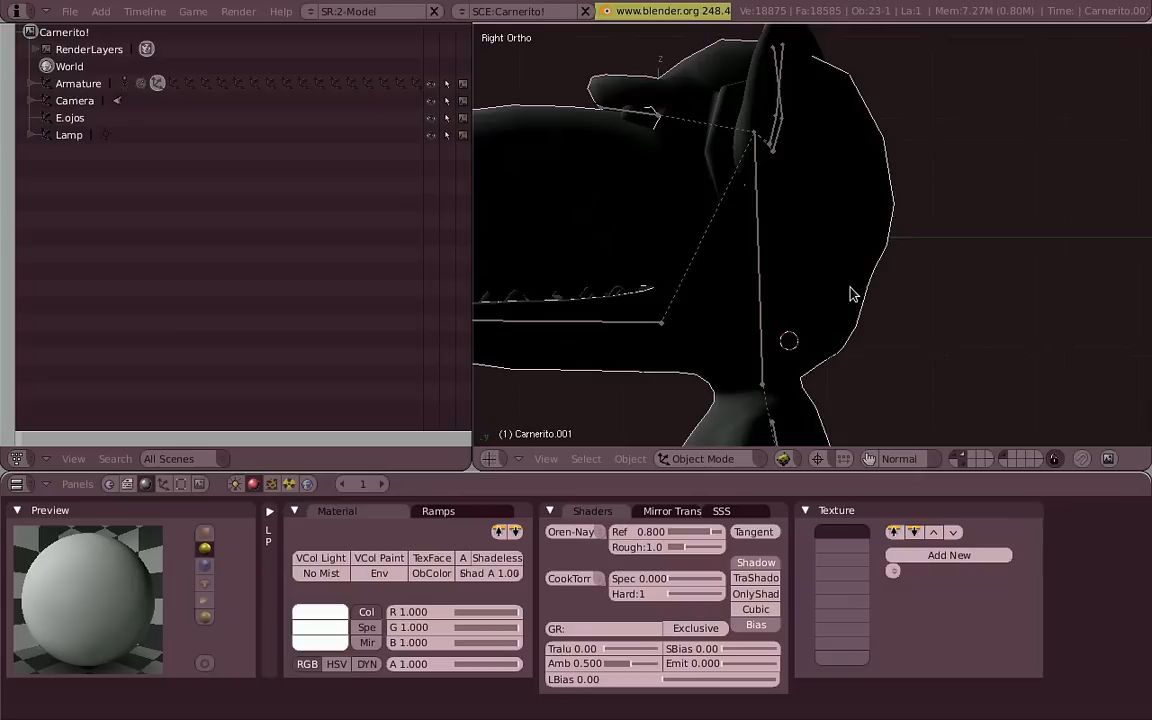 File Add Timeline Game Render Help SR:2-Model SCE:Carnerito! www.blender.org 248.4 Ve:18875 | Fa:18585 | Ob:23-1 | La:1 | Mem:7.27M (0.80M) | Time: | Carnerito.00
Carnerito!
RenderLayers
World
Armature
Camera
E.ojos
Lamp
Right Ortho
z
-y
(1) Carnerito.001
View Search All Scenes
View Select Object Object Mode Normal
Panels 1
Preview
L
P
Material Ramps
VCol Light VCol Paint TexFace A Shadeless
No Mist Env ObColor Shad A 1.00
Col R 1.000
Spe G 1.000
Mir B 1.000
RGB HSV DYN A 1.000
Shaders Mirror Trans SSS
Oren-Nay Ref 0.800 Tangent
Rough:1.0
Shadow
CookTorr Spec 0.000 TraShado
Hard:1 OnlyShad
Cubic
GR: Exclusive Bias
Tralu 0.00 SBias 0.00
Amb 0.500 Emit 0.000
LBias 0.00
Texture
Add New